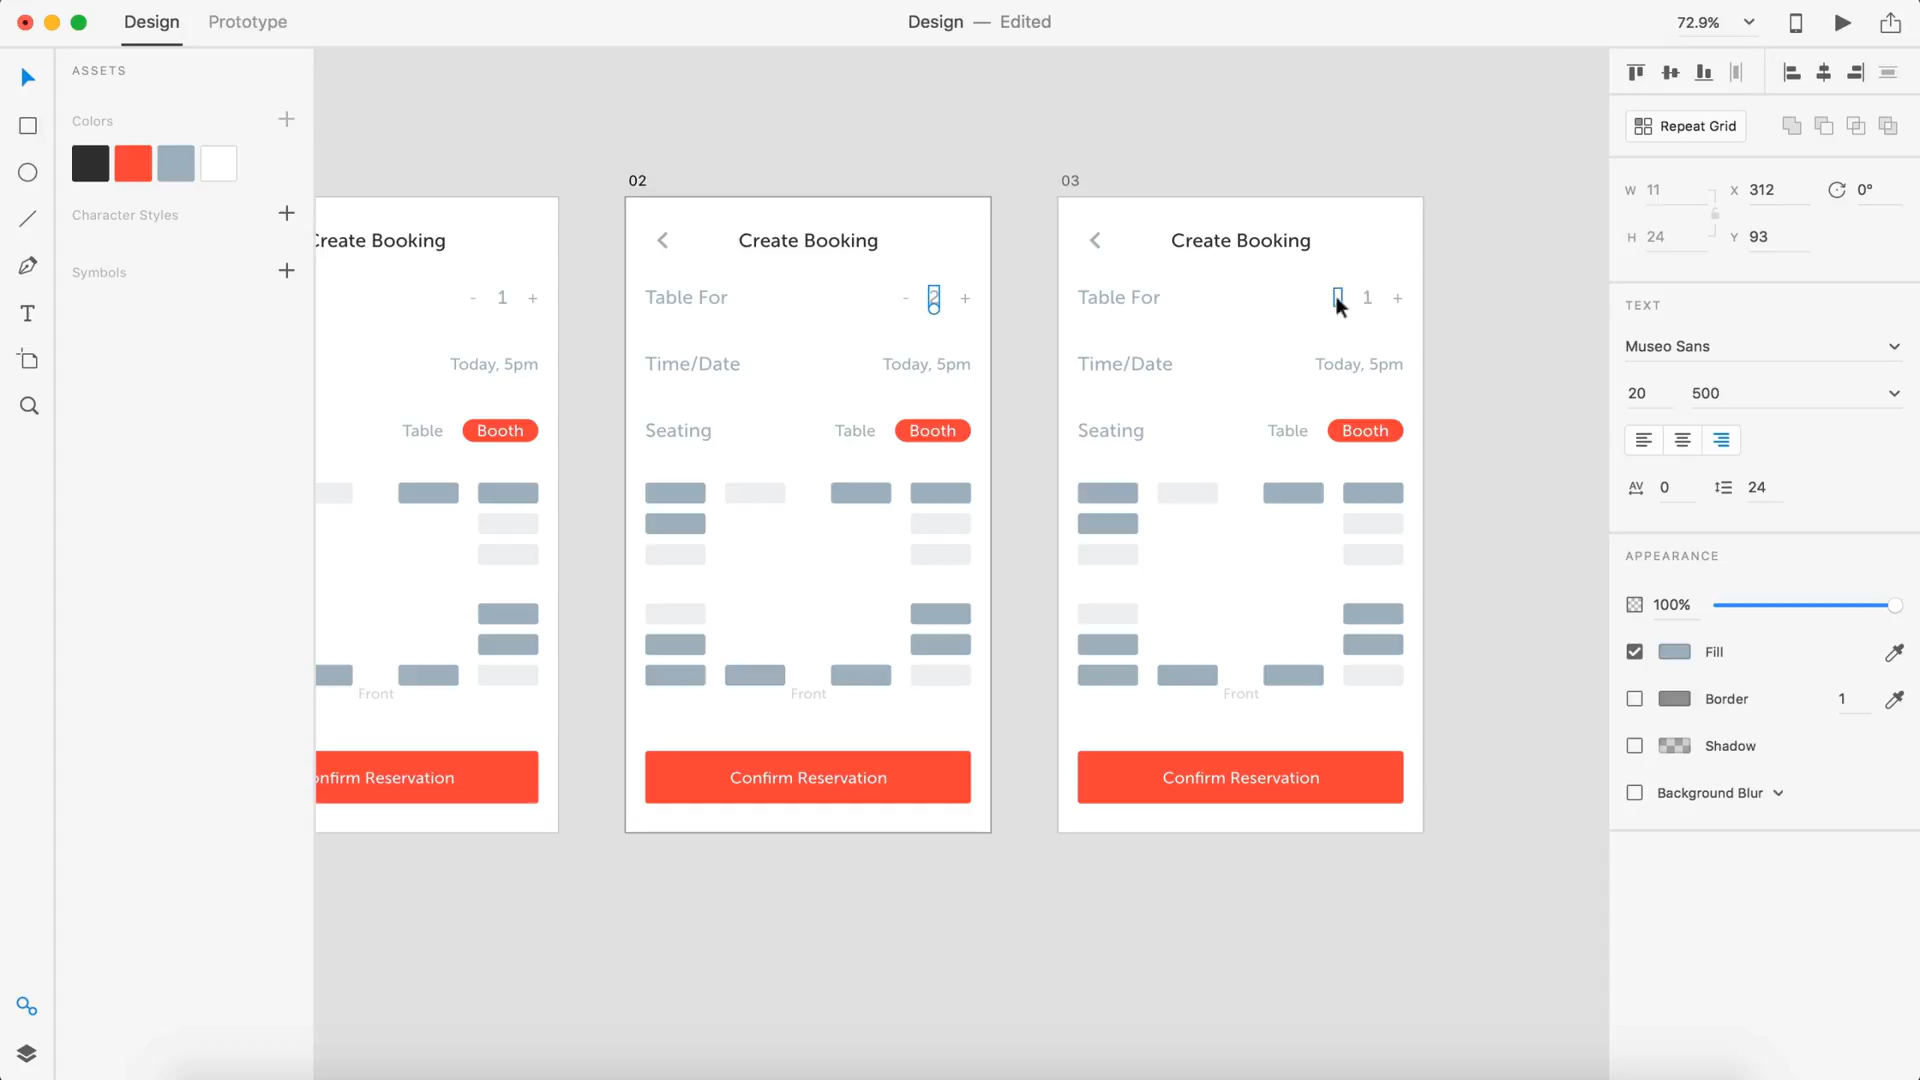 Design Prototype Design — Edited 72.9%
ASSETS
Colors
Character Styles
Symbols
Create Booking
- 1 +
Today, 5pm
Table Booth
Front
onfirm Reservation
02
Create Booking
Table For - 2 +
Time/Date Today, 5pm
Seating Table Booth
Front
Confirm Reservation
03
Create Booking
Table For 1 +
Time/Date Today, 5pm
Seating Table Booth
Front
Confirm Reservation
Repeat Grid
W 11 X 312 0°
H 24 Y 93
TEXT
Museo Sans
20 500
AV 0 24
APPEARANCE
100%
Fill
Border 1
Shadow
Background Blur